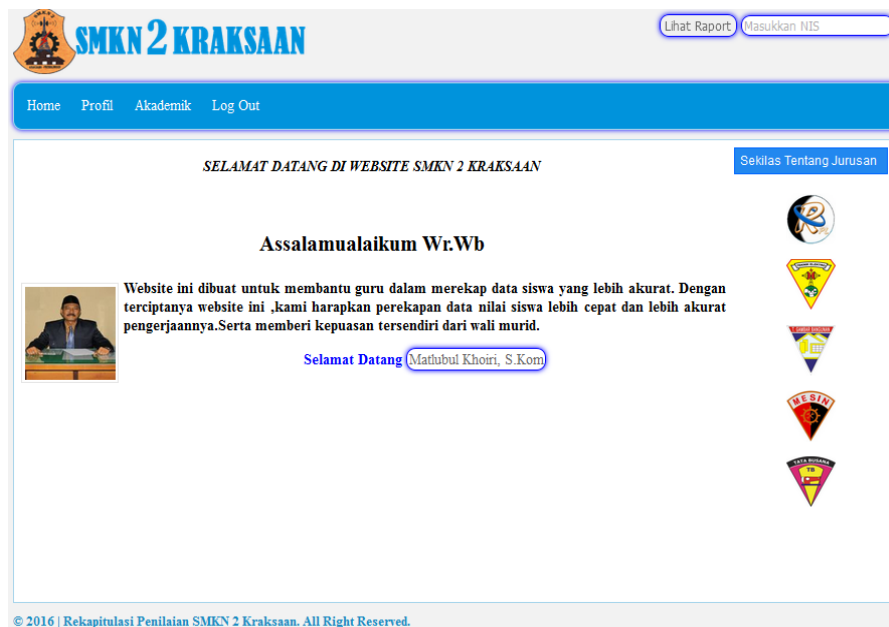 SMKN 2 KRAKSAAN
Lihat Raport Masukkan NIS
Home Profil Akademik Log Out
SELAMAT DATANG DI WEBSITE SMKN 2 KRAKSAAN
Sekilas Tentang Jurusan
Assalamualaikum Wr.Wb
Website ini dibuat untuk membantu guru dalam merekap data siswa yang lebih akurat. Dengan
terciptanya website ini ,kami harapkan perekapan data nilai siswa lebih cepat dan lebih akurat
pengerjaannya.Serta memberi kepuasan tersendiri dari wali murid.
Selamat Datang Matlubul Khoiri, S.Kom
MESIN
TATA BUSANA
TB
© 2016 | Rekapitulasi Penilaian SMKN 2 Kraksaan. All Right Reserved.